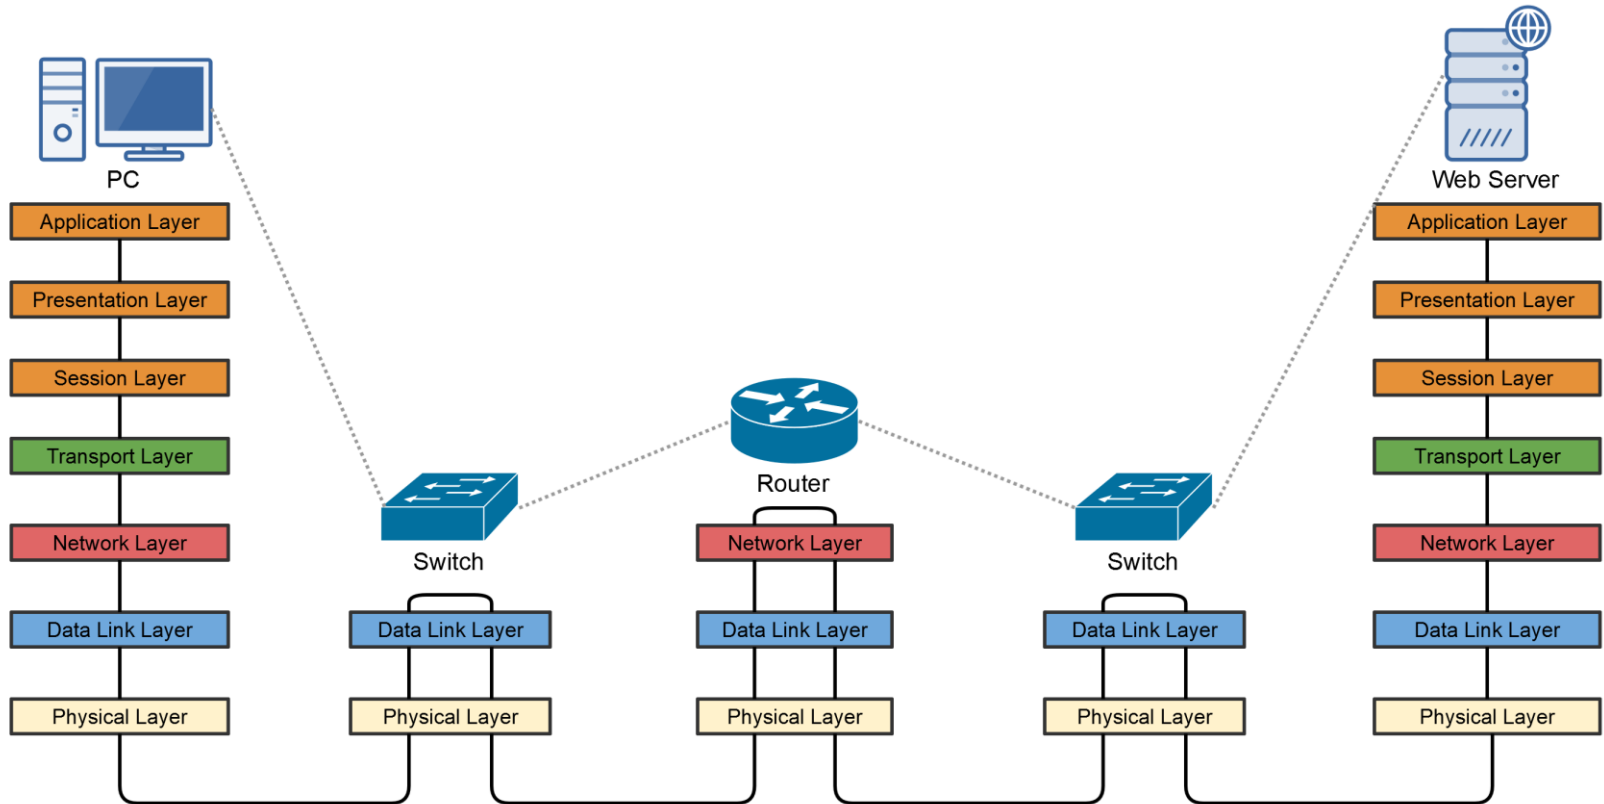 PC
Web Server
Application Layer
Application Layer
Presentation Layer
Presentation Layer
Session Layer
Session Layer
Transport Layer
Transport Layer
Router
Network Layer
Switch
Network Layer
Switch
Network Layer
Data Link Layer
Data Link Layer
Data Link Layer
Data Link Layer
Data Link Layer
Physical Layer
Physical Layer
Physical Layer
Physical Layer
Physical Layer